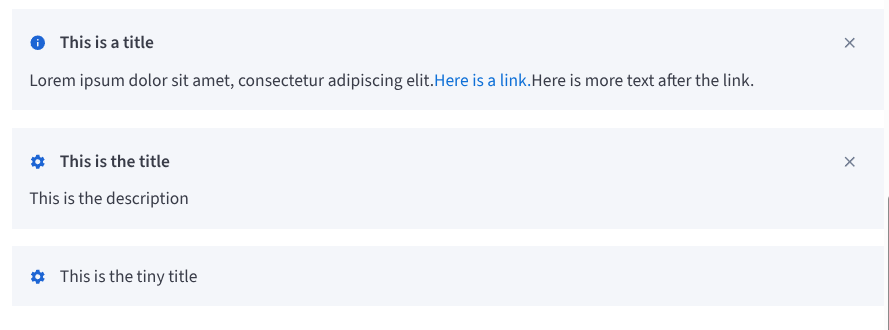 This is a title
Lorem ipsum dolor sit amet, consectetur adipiscing elit.Here is a link.Here is more text after the link.
This is the title
This is the description
This is the tiny title